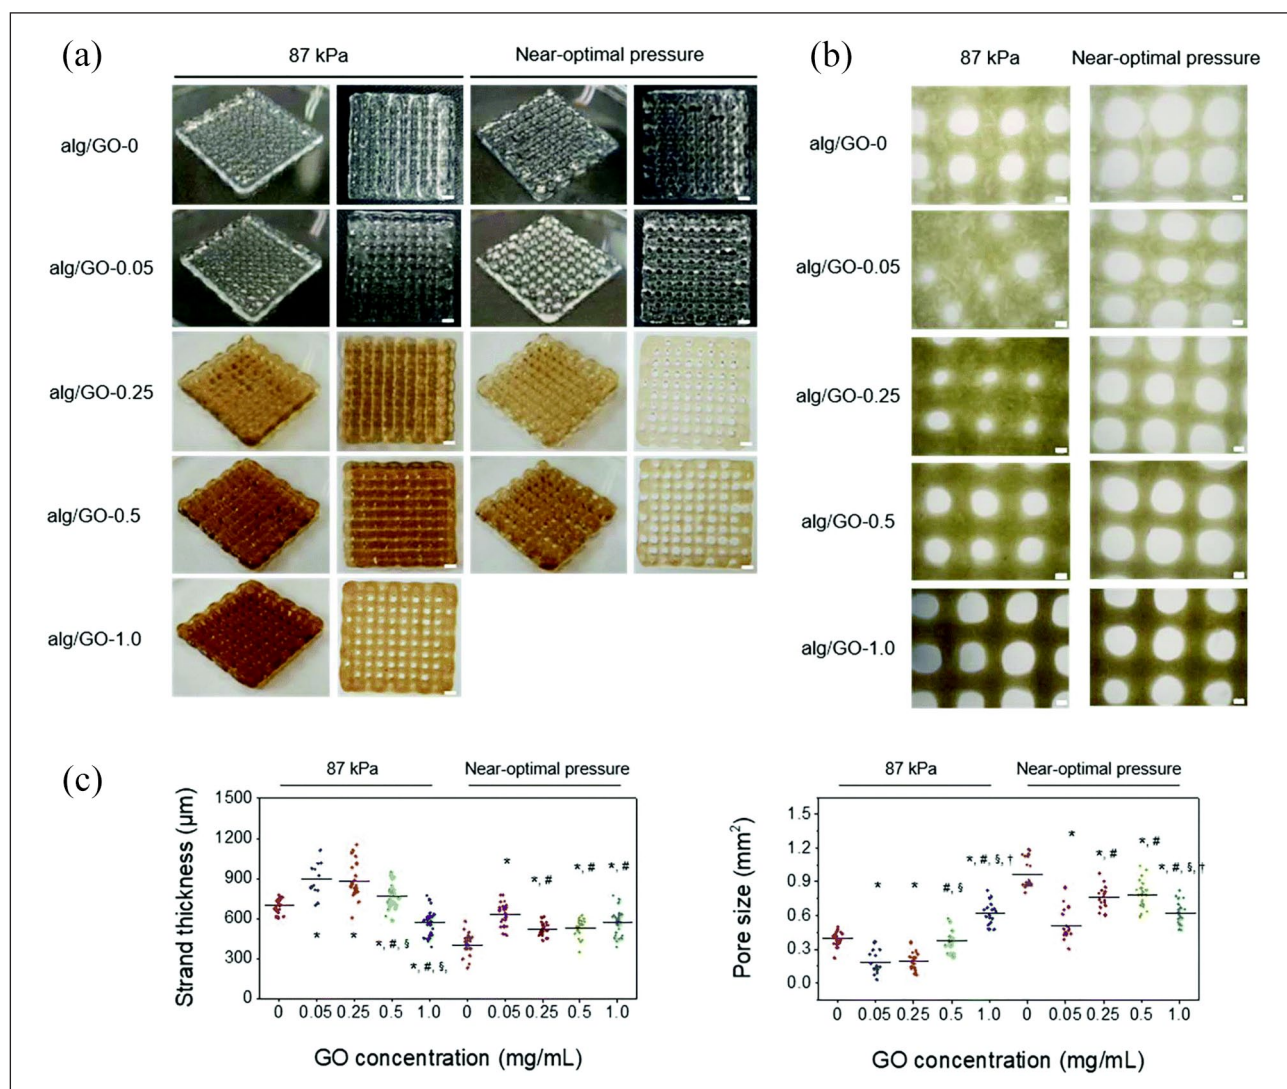 (a)
87 kPa
Near-optimal pressure
alg/GO-0
alg/GO-0.05
alg/GO-0.25
alg/GO-0.5
alg/GO-1.0
(b)
87 kPa
Near-optimal pressure
alg/GO-0
alg/GO-0.05
alg/GO-0.25
alg/GO-0.5
alg/GO-1.0
(c)
87 kPa
Near-optimal pressure
Strand thickness (µm)
1500
1200
900
600
300
0
*
*
*, #, §
*, #, §,
*
*, #
*, #
*, #
0 0.05 0.25 0.5 1.0 0 0.05 0.25 0.5 1.0
GO concentration (mg/mL)
87 kPa
Near-optimal pressure
Pore size (mm²)
1.5
1.2
0.9
0.6
0.3
0.0
*
*
#, §
*, #, §, †
*
*, #
*, #
*, #, §, †
0 0.05 0.25 0.5 1.0 0 0.05 0.25 0.5 1.0
GO concentration (mg/mL)